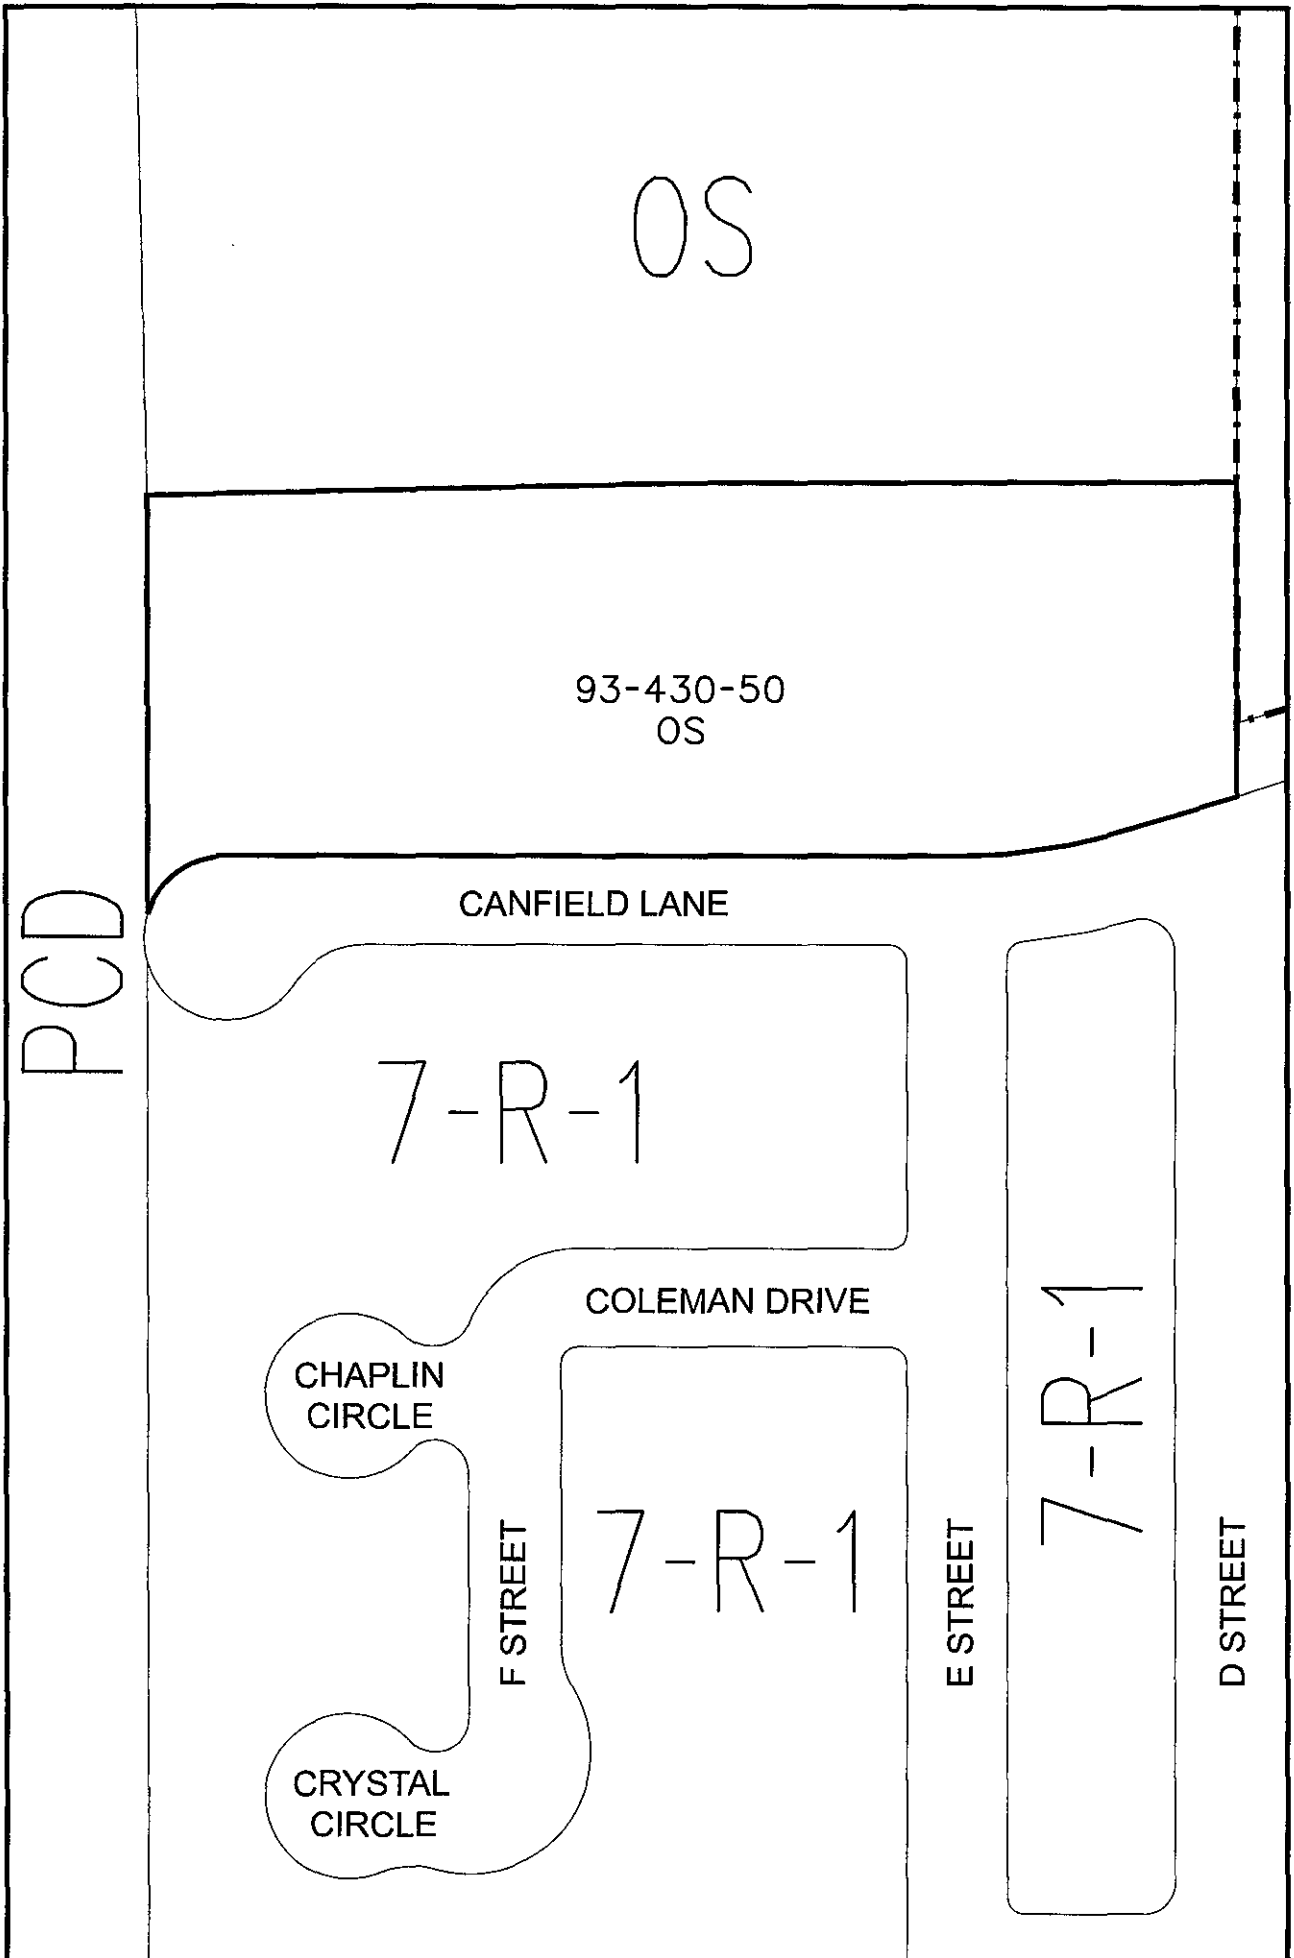 OS
93-430-50
OS
PCD
CANFIELD LANE
7-R-1
COLEMAN DRIVE
7-R-1
CHAPLIN
CIRCLE
F STREET
7-R-1
E STREET
D STREET
CRYSTAL
CIRCLE